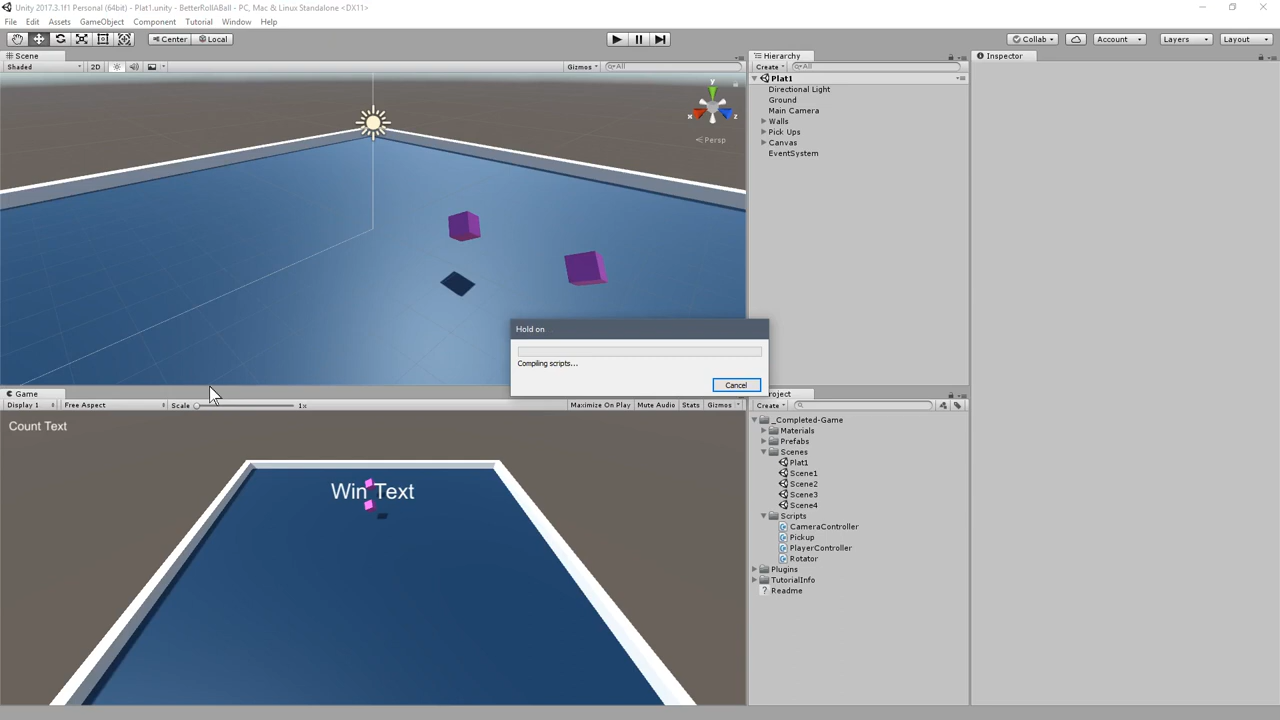 Unity 2017.3.1f1 Personal (64bit) - Plat1.unity - BetterRollABall - PC, Mac & Linux Standalone <DX11>
File Edit Assets GameObject Component Tutorial Window Help
Center Local Collab Account Layers Layout
Scene
Shaded 2D Gizmos All
y
x z
Persp
Hierarchy
Create All
Plat1
Directional Light
Ground
Main Camera
Walls
Pick Ups
Canvas
EventSystem
Inspector
Hold on
Compiling scripts...
Cancel
Game
Display 1 Free Aspect Scale 1x Maximize On Play Mute Audio Stats Gizmos
Count Text
Win Text
oject
Create
_Completed-Game
Materials
Prefabs
Scenes
Plat1
Scene1
Scene2
Scene3
Scene4
Scripts
CameraController
Pickup
PlayerController
Rotator
Plugins
TutorialInfo
Readme